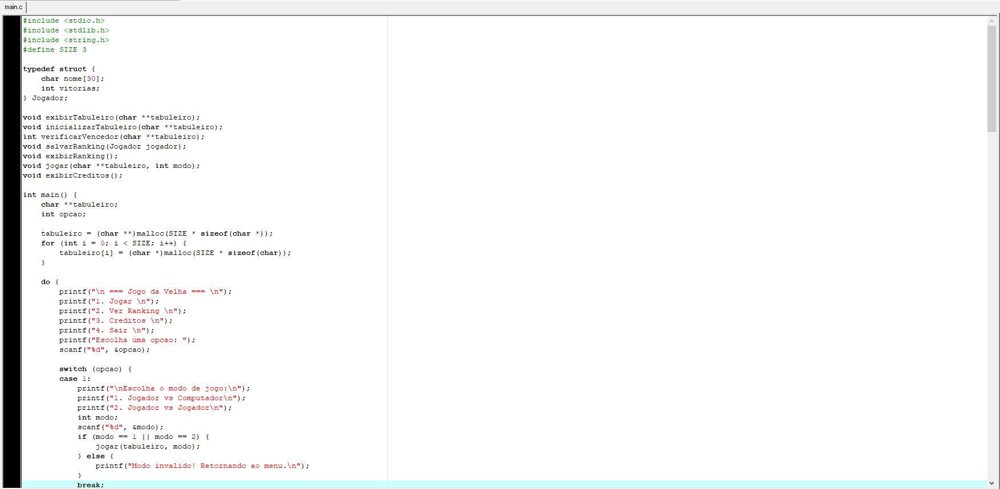 main.c
#include <stdio.h>
#include <stdlib.h>
#include <string.h>
#define SIZE 3

typedef struct {
    char nome[30];
    int vitorias;
} Jogador;

void exibirTabuleiro(char **tabuleiro);
void inicializarTabuleiro(char **tabuleiro);
int verificarVencedor(char **tabuleiro);
void salvarRanking(Jogador jogador);
void exibirRanking();
void jogar(char **tabuleiro, int modo);
void exibirCreditos();

int main() {
    char **tabuleiro;
    int opcao;

    tabuleiro = (char **)malloc(SIZE * sizeof(char *));
    for (int i = 0; i < SIZE; i++) {
        tabuleiro[i] = (char *)malloc(SIZE * sizeof(char));
    }

    do {
        printf("\n === Jogo da Velha === \n");
        printf("1. Jogar \n");
        printf("2. Ver Ranking \n");
        printf("3. Creditos \n");
        printf("4. Sair \n");
        printf("Escolha uma opcao: ");
        scanf("%d", &opcao);

        switch (opcao) {
        case 1:
            printf("\nEscolha o modo de jogo:\n");
            printf("1. Jogador vs Computador\n");
            printf("2. Jogador vs Jogador\n");
            int modo;
            scanf("%d", &modo);
            if (modo == 1 || modo == 2) {
                jogar(tabuleiro, modo);
            } else {
                printf("Modo invalido! Retornando ao menu.\n");
            }
            break;